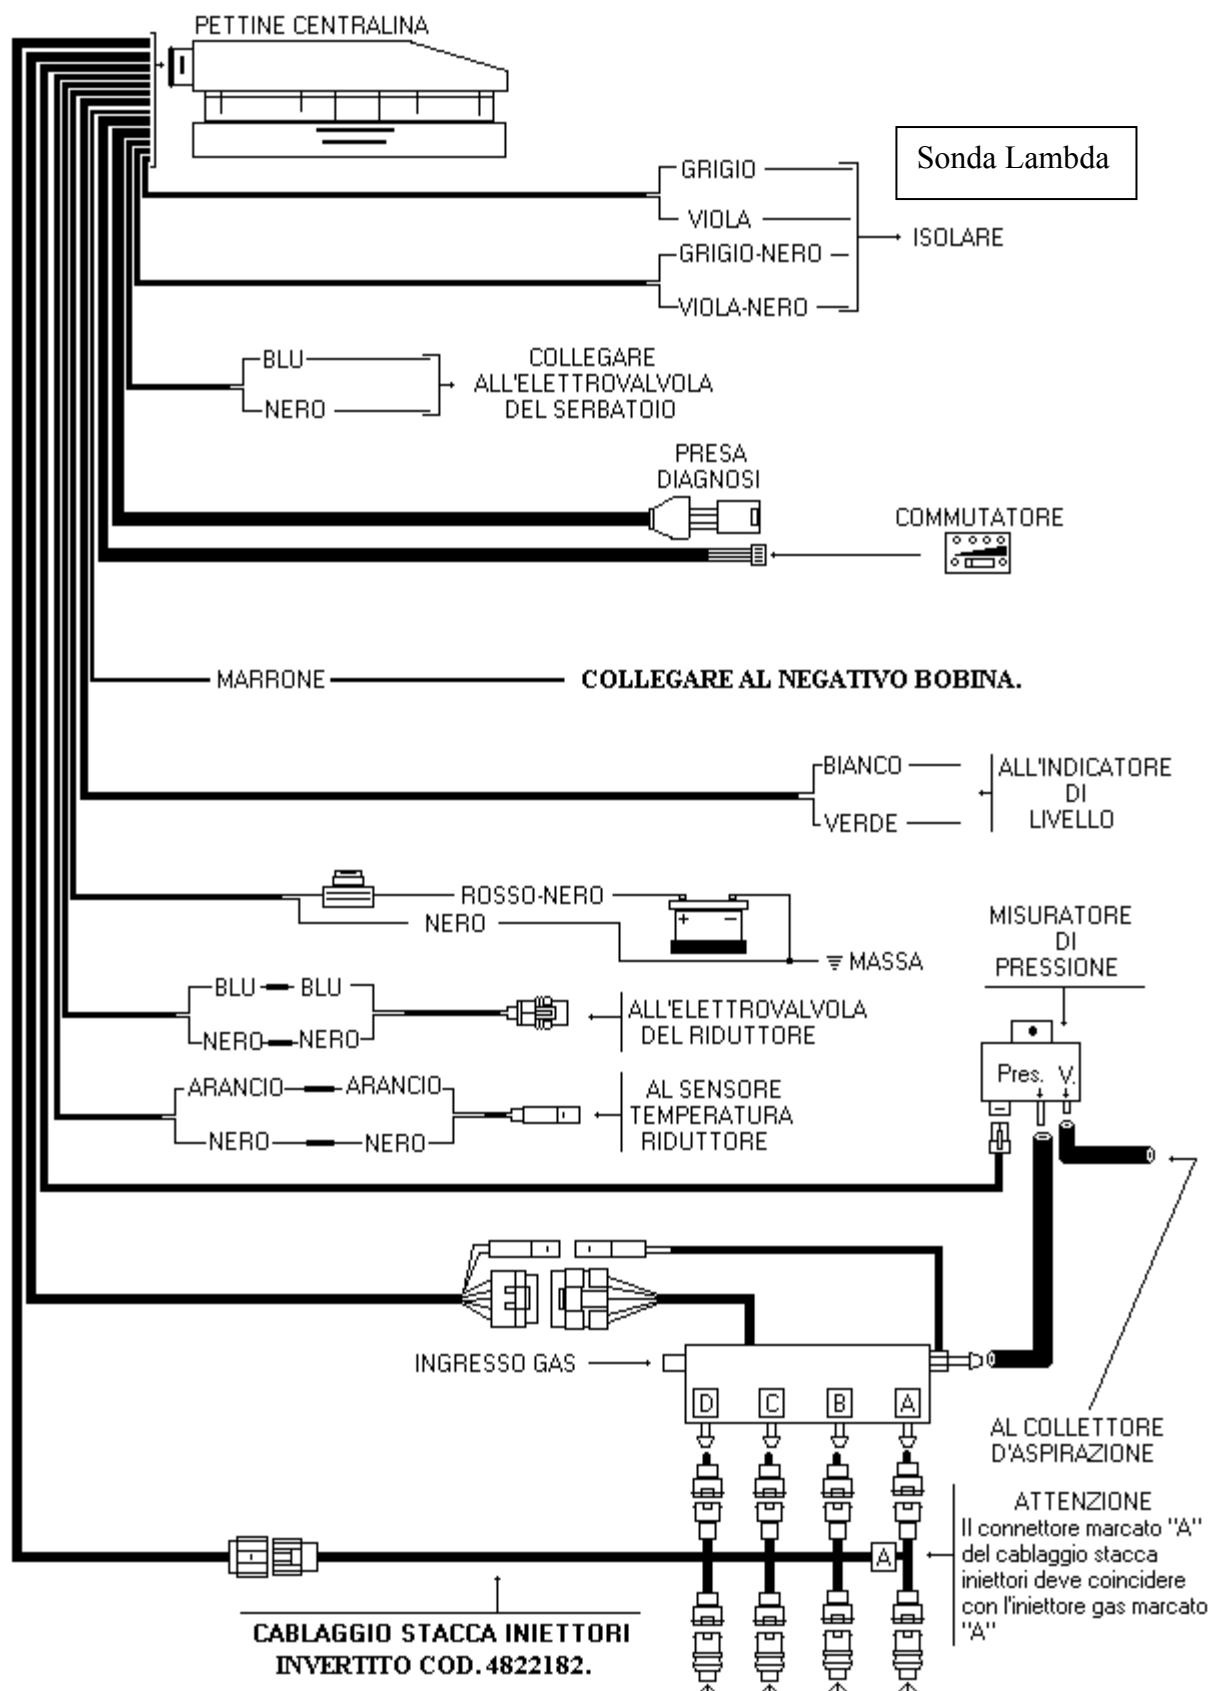 PETTINE CENTRALINA
Sonda Lambda
GRIGIO
VIOLA
ISOLARE
GRIGIO-NERO
VIOLA-NERO
BLU
NERO
COLLEGARE
ALL'ELETTROVALVOLA
DEL SERBATOIO
PRESA
DIAGNOSI
COMMUTATORE
MARRONE
COLLEGARE AL NEGATIVO BOBINA.
BIANCO
VERDE
ALL'INDICATORE
DI
LIVELLO
ROSSO-NERO
NERO
+ −
MASSA
MISURATORE
DI
PRESSIONE
BLU BLU
NERO NERO
ALL'ELETTROVALVOLA
DEL RIDUTTORE
Pres. V.
ARANCIO ARANCIO
NERO NERO
AL SENSORE
TEMPERATURA
RIDUTTORE
INGRESSO GAS
D C B A
AL COLLETTORE
D'ASPIRAZIONE
ATTENZIONE
Il connettore marcato "A"
del cablaggio stacca
iniettori deve coincidere
con l'iniettore gas marcato
"A"
A
CABLAGGIO STACCA INIETTORI
INVERTITO COD. 4822182.